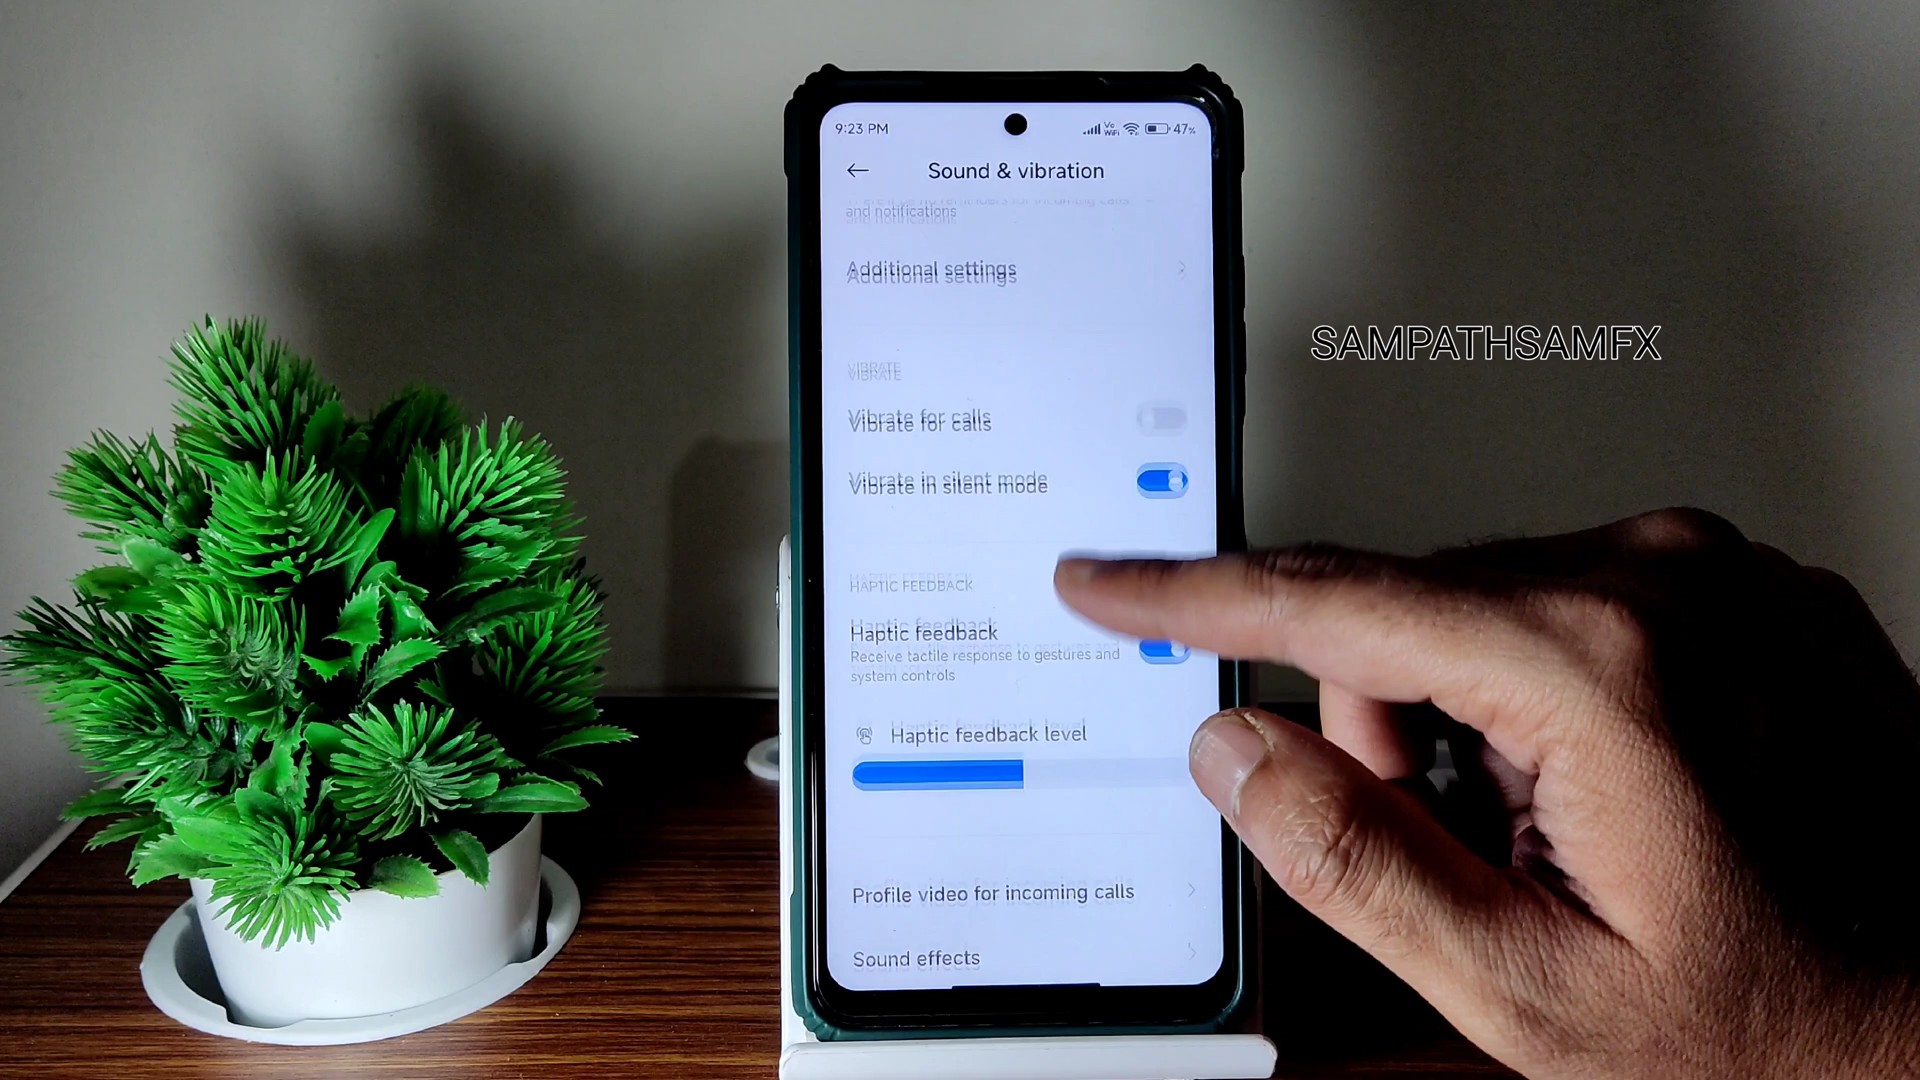 9:23 PM
Vo WiFi
47%
Sound & vibration
and notifications
Additional settings
VIBRATE
Vibrate for calls
Vibrate in silent mode
HAPTIC FEEDBACK
Haptic feedback
Receive tactile response to gestures and
system controls
Haptic feedback level
Profile video for incoming calls
Sound effects
SAMPATHSAMFX